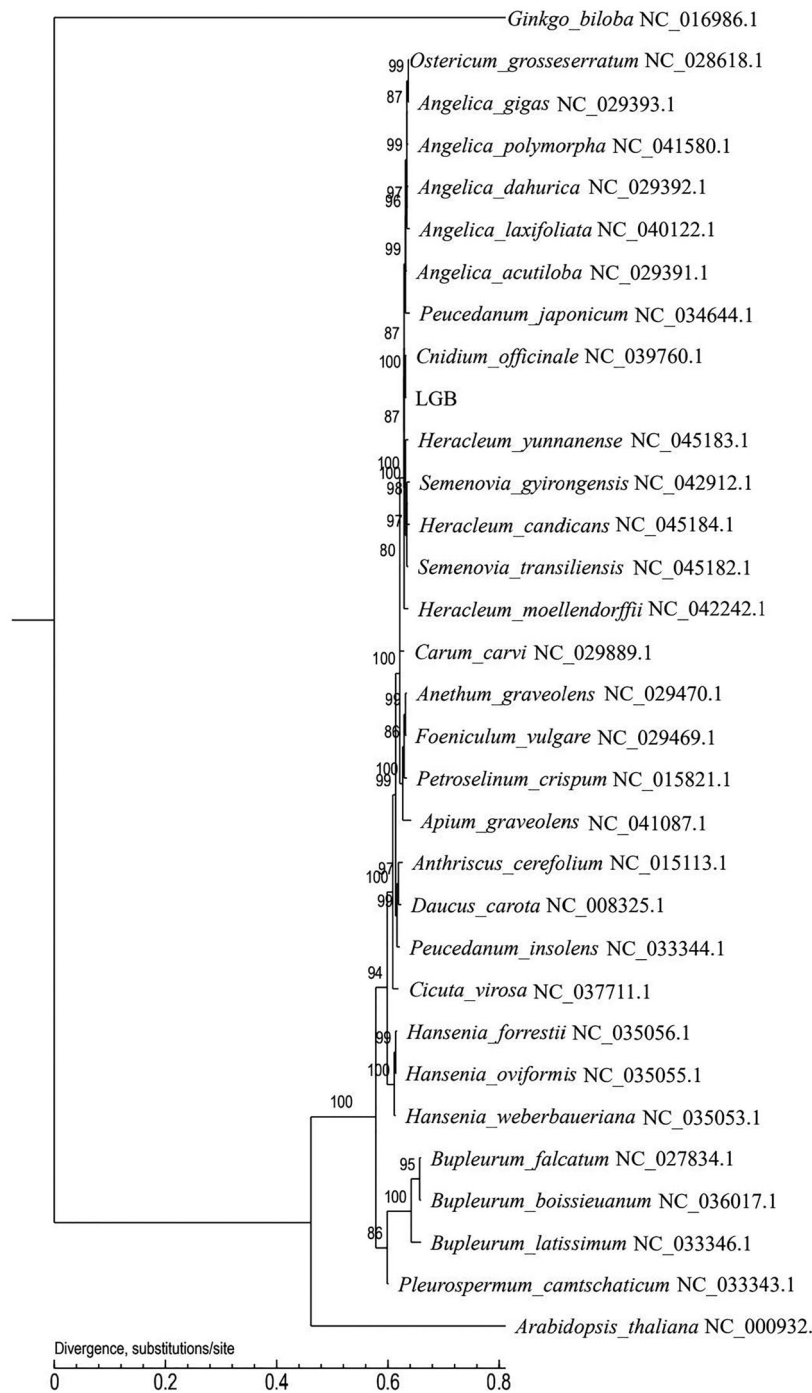 Ginkgo_biloba NC_016986.1
99
Ostericum_grosseserratum NC_028618.1
87
Angelica_gigas NC_029393.1
99
Angelica_polymorpha NC_041580.1
97
Angelica_dahurica NC_029392.1
96
Angelica_laxifoliata NC_040122.1
99
Angelica_acutiloba NC_029391.1
Peucedanum_japonicum NC_034644.1
87
Cnidium_officinale NC_039760.1
100
LGB
87
Heracleum_yunnanense NC_045183.1
100
100
Semenovia_gyirongensis NC_042912.1
98
Heracleum_candicans NC_045184.1
97
80
Semenovia_transiliensis NC_045182.1
Heracleum_moellendorffii NC_042242.1
Carum_carvi NC_029889.1
100
Anethum_graveolens NC_029470.1
99
Foeniculum_vulgare NC_029469.1
86
100
Petroselinum_crispum NC_015821.1
99
Apium_graveolens NC_041087.1
Anthriscus_cerefolium NC_015113.1
97
100
Daucus_carota NC_008325.1
99
Peucedanum_insolens NC_033344.1
94
Cicuta_virosa NC_037711.1
Hansenia_forrestii NC_035056.1
99
Hansenia_oviformis NC_035055.1
100
100
Hansenia_weberbaueriana NC_035053.1
Bupleurum_falcatum NC_027834.1
95
Bupleurum_boissieuanum NC_036017.1
100
Bupleurum_latissimum NC_033346.1
86
Pleurospermum_camtschaticum NC_033343.1
Arabidopsis_thaliana NC_000932.
Divergence, substitutions/site
0 0.2 0.4 0.6 0.8